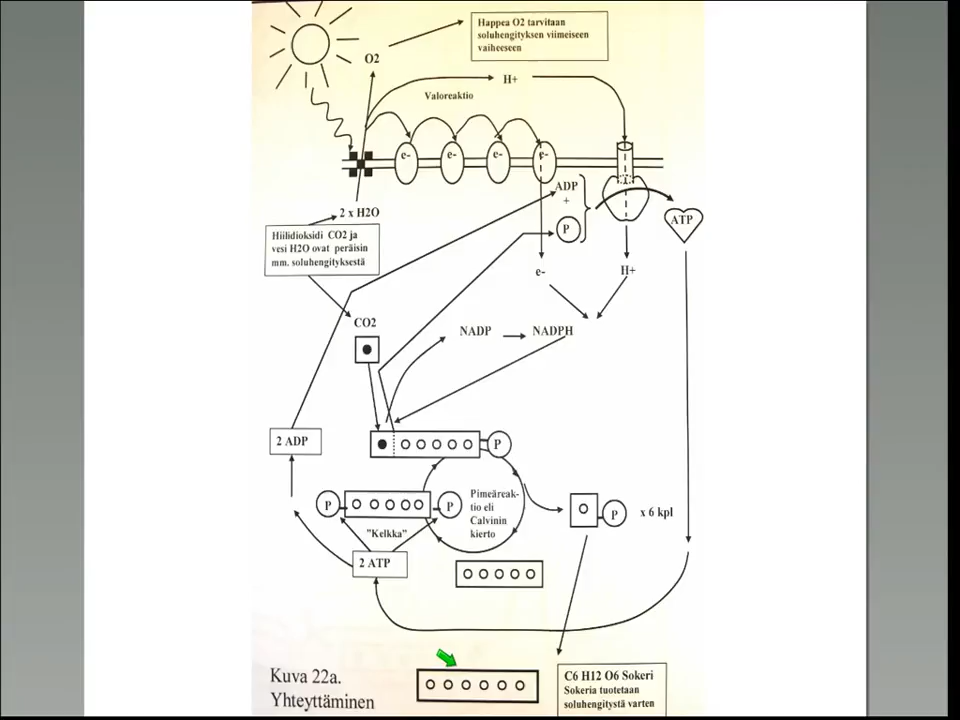 Happea O2 tarvitaan
soluhengityksen viimeiseen
vaiheeseen
O2
H+
Valoreaktio
e-
e-
e-
e-
ADP
+
P
ATP
2 x H2O
Hiilidioksidi CO2 ja
vesi H2O ovat peräisin
mm. soluhengityksestä
e-
H+
CO2
NADP
NADPH
2 ADP
P
P
P
Pimeäreak-
tio eli
Calvinin
kierto
P
x 6 kpl
"Kelkka"
2 ATP
Kuva 22a.
Yhteyttäminen
C6 H12 O6 Sokeri
Sokeria tuotetaan
soluhengitystä varten